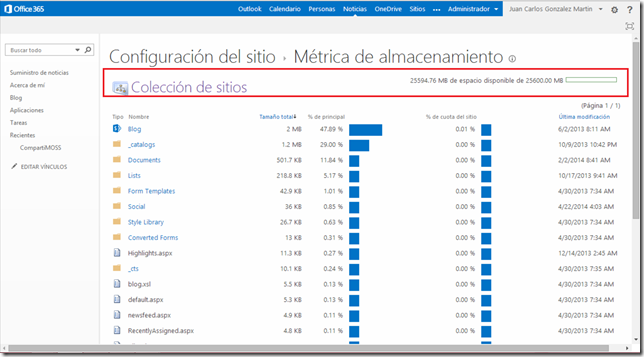 Office 365 Outlook Calendario Personas Noticias OneDrive Sitios ••• Administrador Juan Carlos Gonzalez Martin ?
Buscar todo
Suministro de noticias
Acerca de mí
Blog
Aplicaciones
Tareas
Recientes
CompartiMOSS
EDITAR VÍNCULOS
Configuración del sitio › Métrica de almacenamiento
Colección de sitios 25594.76 MB de espacio disponible de 25600.00 MB
(Página 1 / 1)
Tipo Nombre Tamaño total↓ % de principal % de cuota del sitio Última modificación
Blog 2 MB 47.89 % 0.01 % 6/2/2013 8:11 AM
_catalogs 1.2 MB 29.00 % 0.00 % 10/9/2013 10:42 PM
Documents 501.7 KB 11.84 % 0.00 % 2/2/2014 8:41 AM
Lists 218.8 KB 5.17 % 0.00 % 10/17/2013 9:41 AM
Form Templates 42.9 KB 1.01 % 0.00 % 4/30/2013 7:34 AM
Social 36 KB 0.85 % 0.00 % 4/22/2014 4:03 AM
Style Library 26.7 KB 0.63 % 0.00 % 4/30/2013 7:34 AM
Converted Forms 13 KB 0.31 % 0.00 % 4/30/2013 7:34 AM
Highlights.aspx 11.3 KB 0.27 % 0.00 % 12/14/2013 2:45 AM
_cts 10.1 KB 0.24 % 0.00 % 4/30/2013 7:35 AM
blog.xsl 5.5 KB 0.13 % 0.00 % 4/30/2013 7:34 AM
default.aspx 5.3 KB 0.13 % 0.00 % 4/30/2013 7:34 AM
newsfeed.aspx 4.9 KB 0.11 % 0.00 % 4/30/2013 7:34 AM
RecentlyAssigned.aspx 4.8 KB 0.11 % 0.00 % 4/30/2013 7:34 AM